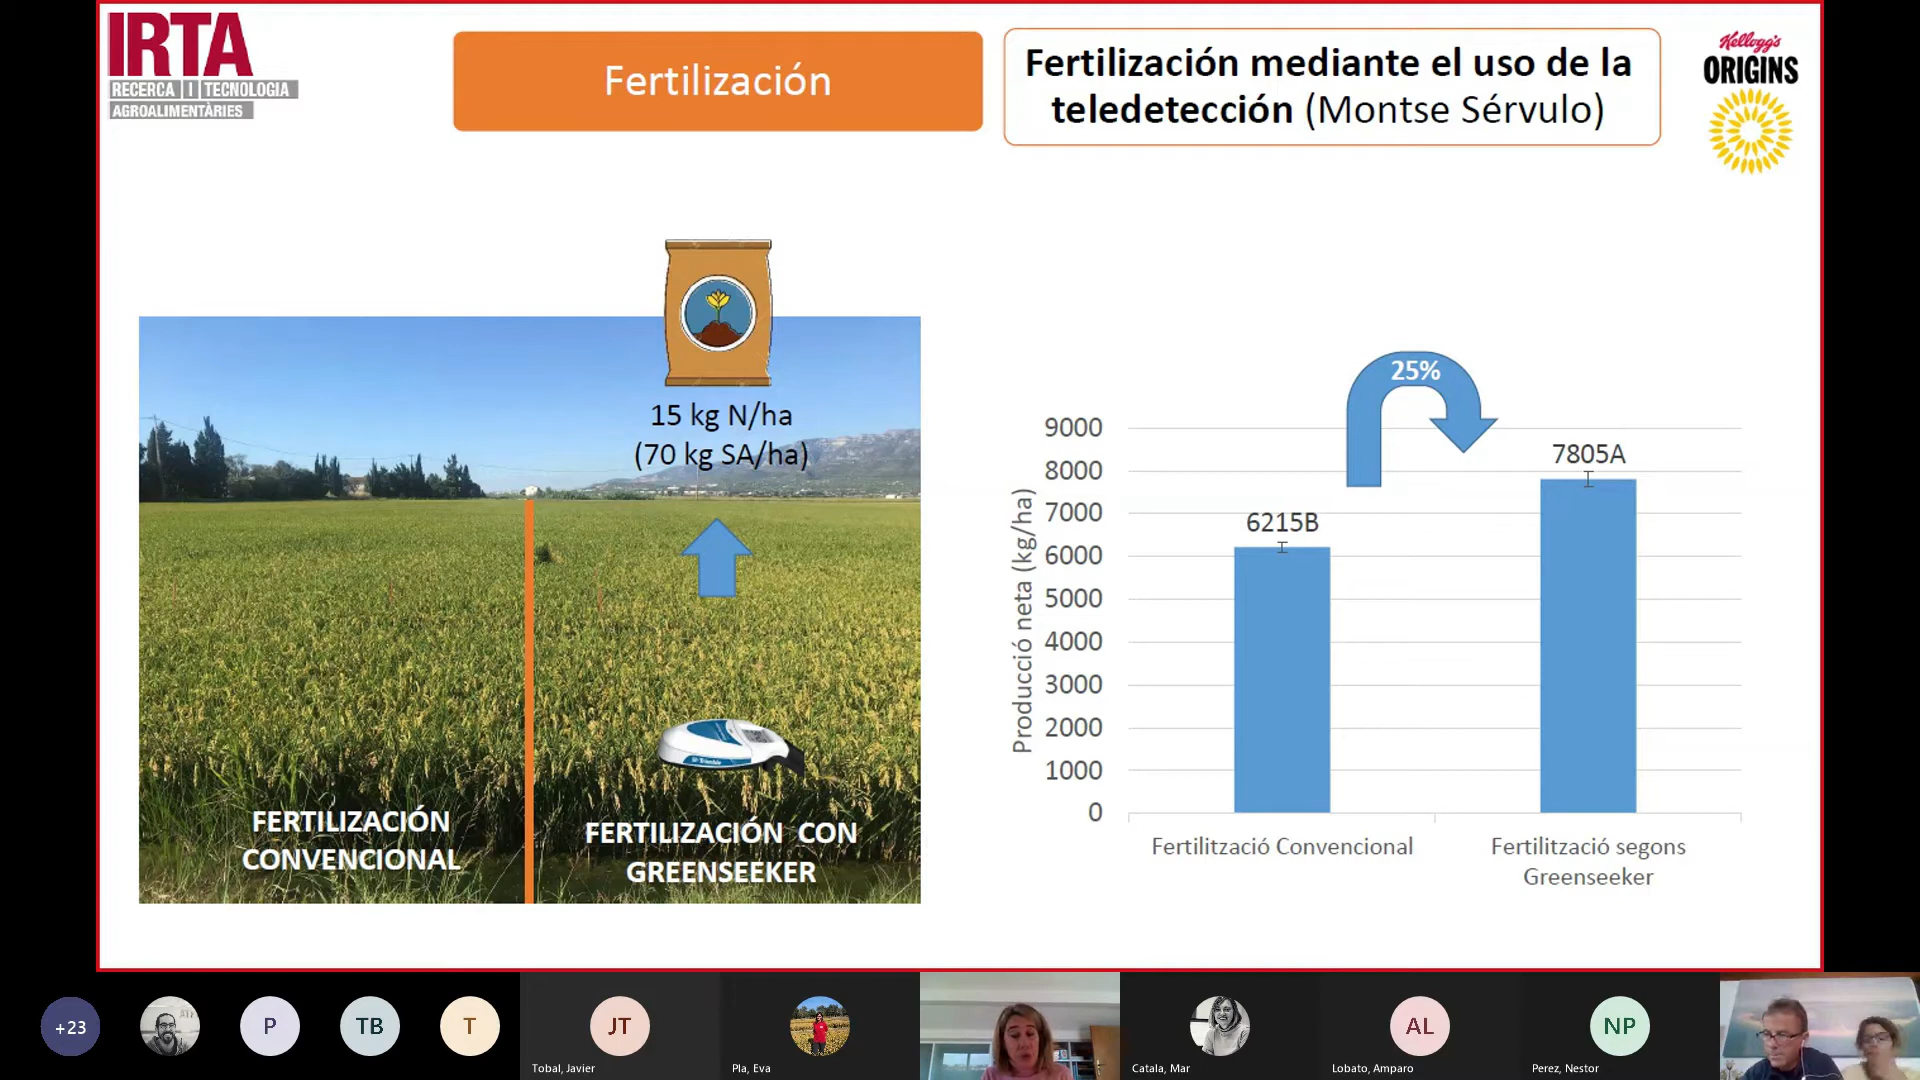 IRTA
RECERCA I TECNOLOGIA
AGROALIMENTÀRIES
Fertilización
Fertilización mediante el uso de la
teledetección (Montse Sérvulo)
Kellogg's
ORIGINS
15 kg N/ha
(70 kg SA/ha)
FERTILIZACIÓN
CONVENCIONAL
FERTILIZACIÓN CON
GREENSEEKER
Trimble
25%
Producció neta (kg/ha)
9000
8000
7000
6000
5000
4000
3000
2000
1000
0
6215B
7805A
Fertilització Convencional
Fertilització segons
Greenseeker
+23
P
TB
T
JT
Tobal, Javier
Pla, Eva
Catala, Mar
AL
Lobato, Amparo
NP
Perez, Nestor